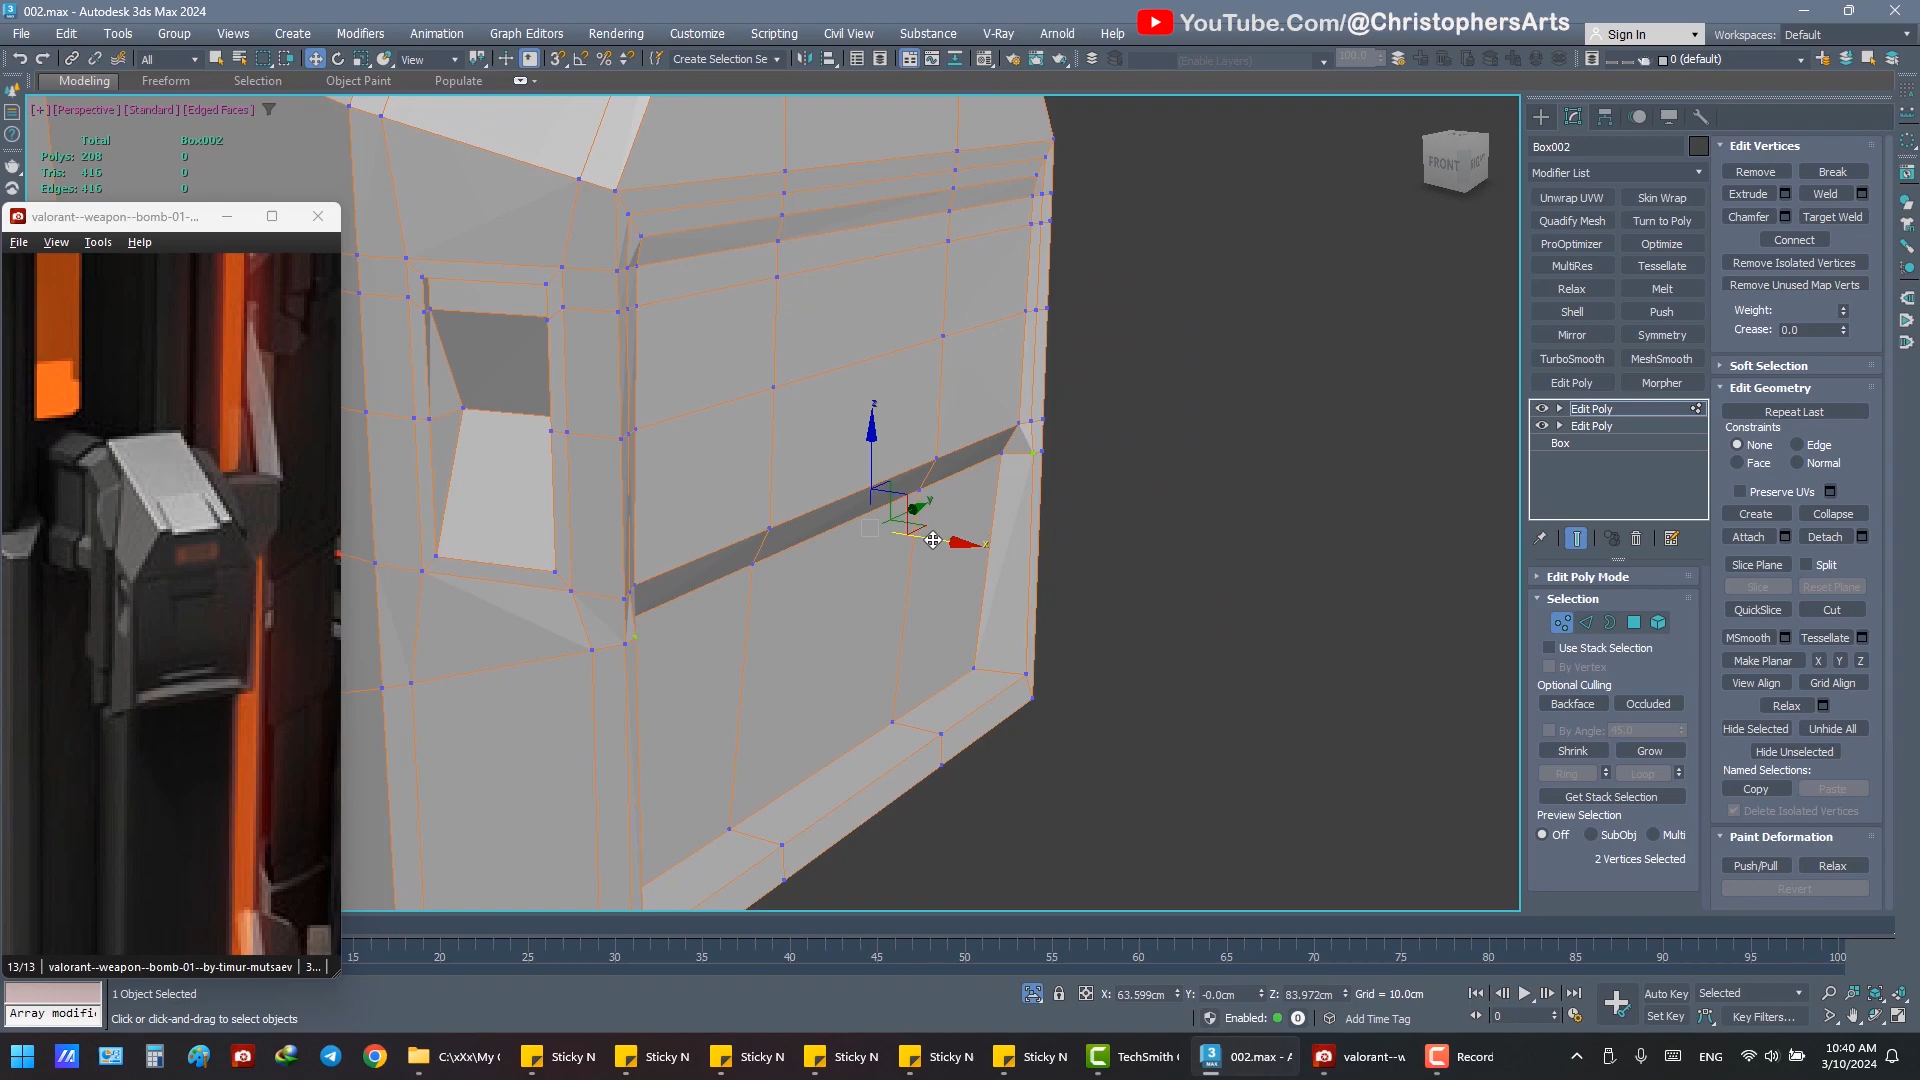 002.max - Autodesk 3ds Max 2024
YouTube.Com/@ChristophersArts
File Edit Tools Group Views Create Modifiers Animation Graph Editors Rendering Customize Scripting Civil View Substance V-Ray Arnold Help
Sign In Workspaces: Default
All View Create Selection Se (Enable Layers) 100.0 0 (default)
Modeling Freeform Selection Object Paint Populate
[+] [Perspective] [Standard] [Edged Faces]
Total Box002
Polys: 208 0
Tris: 416 0
Edges: 416 0
valorant--weapon--bomb-01-...
File View Tools Help
13/13 valorant--weapon--bomb-01--by-timur-mutsaev 3...
FRONT RIGHT
z
y
x
Box002
Modifier List
Unwrap UVW Skin Wrap
Quadify Mesh Turn to Poly
ProOptimizer Optimize
MultiRes Tessellate
Relax Melt
Shell Push
Mirror Symmetry
TurboSmooth MeshSmooth
Edit Poly Morpher
Edit Poly
Edit Poly
Box
Edit Poly Mode
Selection
Use Stack Selection
By Vertex
Optional Culling
Backface Occluded
By Angle: 45.0
Shrink Grow
Ring Loop
Get Stack Selection
Preview Selection
Off SubObj Multi
2 Vertices Selected
Edit Vertices
Remove Break
Extrude Weld
Chamfer Target Weld
Connect
Remove Isolated Vertices
Remove Unused Map Verts
Weight:
Crease: 0.0
Soft Selection
Edit Geometry
Repeat Last
Constraints
None Edge
Face Normal
Preserve UVs
Create Collapse
Attach Detach
Slice Plane Split
Slice Reset Plane
QuickSlice Cut
MSmooth Tessellate
Make Planar X Y Z
View Align Grid Align
Relax
Hide Selected Unhide All
Hide Unselected
Named Selections:
Copy Paste
Delete Isolated Vertices
Paint Deformation
Push/Pull Relax
Revert
15 20 25 30 35 40 45 50 55 60 65 70 75 80 85 90 95 100
Array modifi
1 Object Selected
Click or click-and-drag to select objects
X: 63.599cm Y: -0.0cm Z: 83.972cm Grid = 10.0cm
Enabled: 0 Add Time Tag
0
Auto Key Selected
Set Key Key Filters...
C:\xXx\My ( Sticky N Sticky N Sticky N Sticky N Sticky N Sticky N TechSmith ( 002.max - A valorant--w Record
ENG
10:40 AM
3/10/2024